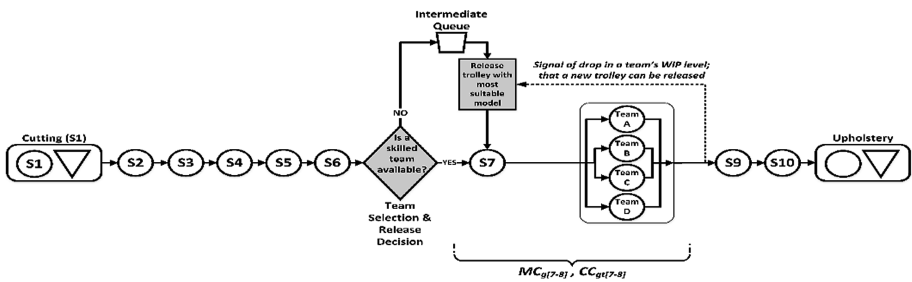 Intermediate
Queue
Release
trolley with
most
suitable
model
Signal of drop in a team's WIP level;
that a new trolley can be released
NO
Cutting (S1)
S1
S2
S3
S4
S5
S6
Is a
skilled
team
available?
YES
S7
Team
A
Team
B
Team
C
Team
D
S9
S10
Upholstery
Team
Selection &
Release
Decision
MCg[7-8] , CCgt[7-8]